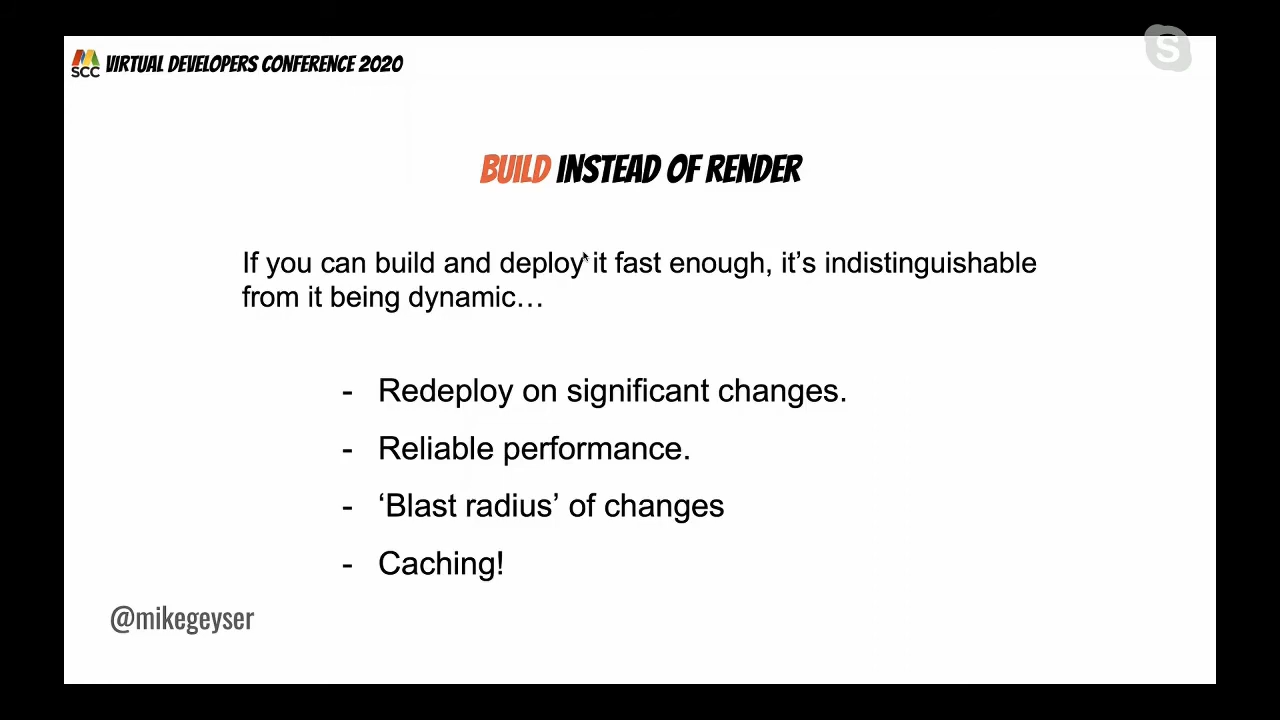 SCC VIRTUAL DEVELOPERS CONFERENCE 2020
S
BUILD INSTEAD OF RENDER
If you can build and deploy it fast enough, it’s indistinguishable
from it being dynamic…
- Redeploy on significant changes.
- Reliable performance.
- ‘Blast radius’ of changes
- Caching!
@mikegeyser